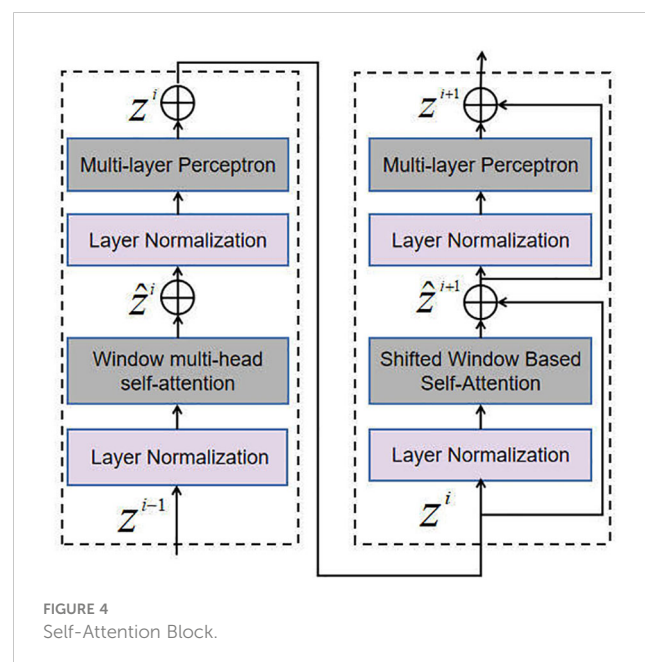 z^i
Multi-layer Perceptron
Layer Normalization
ẑ^i
Window multi-head
self-attention
Layer Normalization
z^{i-1}
z^{i+1}
Multi-layer Perceptron
Layer Normalization
ẑ^{i+1}
Shifted Window Based
Self-Attention
Layer Normalization
z^i
FIGURE 4
Self-Attention Block.